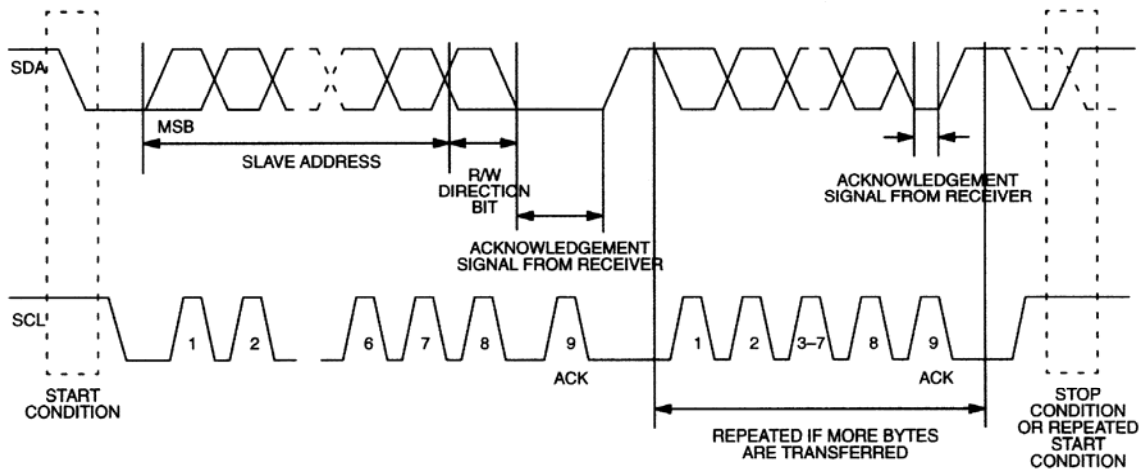 SDA
MSB
SLAVE ADDRESS
R/W
DIRECTION
BIT
ACKNOWLEDGEMENT
SIGNAL FROM RECEIVER
ACKNOWLEDGEMENT
SIGNAL FROM RECEIVER
SCL
1
2
6
7
8
9
1
2
3–7
8
9
ACK
ACK
START
CONDITION
REPEATED IF MORE BYTES
ARE TRANSFERRED
STOP
CONDITION
OR REPEATED
START
CONDITION